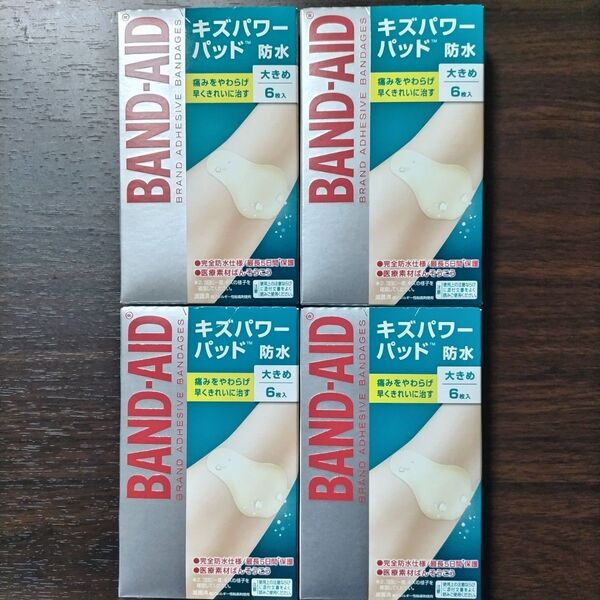 BAND-AID®
BRAND ADHESIVE BANDAGES
キズパワー
パッド™ 防水
痛みをやわらげ
早くきれいに治す
大きめ
6枚入
●完全防水仕様/最長5日間*保護
●医療素材ばんそうこう
BAND-AID®
BRAND ADHESIVE BANDAGES
キズパワー
パッド™ 防水
痛みをやわらげ
早くきれいに治す
大きめ
6枚入
●完全防水仕様/最長5日間*保護
●医療素材ばんそうこう
BAND-AID®
BRAND ADHESIVE BANDAGES
キズパワー
パッド™ 防水
痛みをやわらげ
早くきれいに治す
大きめ
6枚入
●完全防水仕様/最長5日間*保護
●医療素材ばんそうこう
BAND-AID®
BRAND ADHESIVE BANDAGES
キズパワー
パッド™ 防水
痛みをやわらげ
早くきれいに治す
大きめ
6枚入
●完全防水仕様/最長5日間*保護
●医療素材ばんそうこう